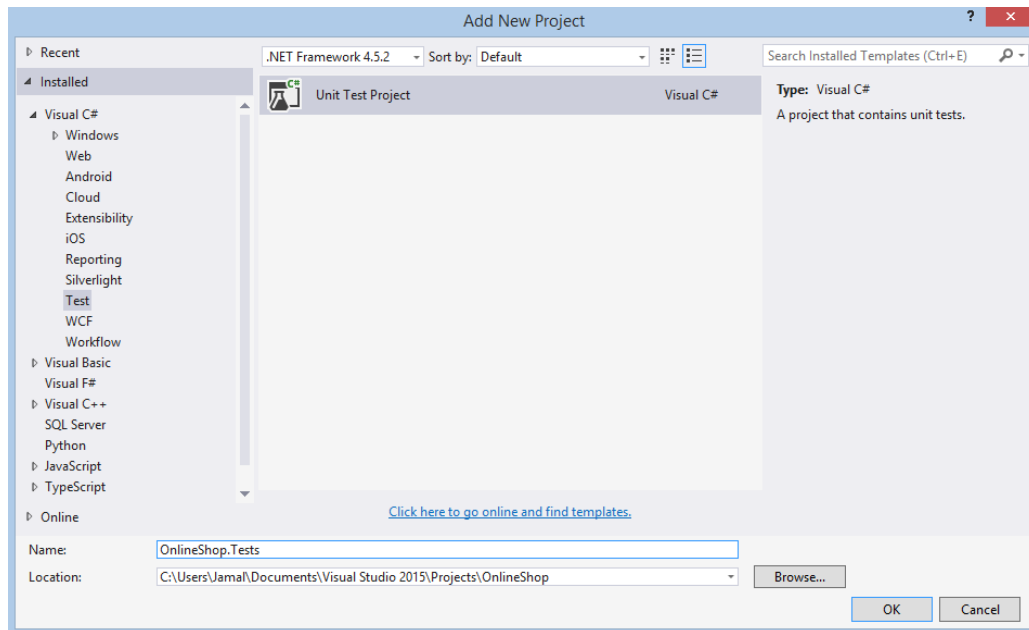 Add New Project
?
Recent
.NET Framework 4.5.2
Sort by: Default
Search Installed Templates (Ctrl+E)
Installed
C#
Unit Test Project
Visual C#
Type: Visual C#
A project that contains unit tests.
Visual C#
Windows
Web
Android
Cloud
Extensibility
iOS
Reporting
Silverlight
Test
WCF
Workflow
Visual Basic
Visual F#
Visual C++
SQL Server
Python
JavaScript
TypeScript
Online
Click here to go online and find templates.
Name:
OnlineShop.Tests
Location:
C:\Users\Jamal\Documents\Visual Studio 2015\Projects\OnlineShop
Browse...
OK
Cancel